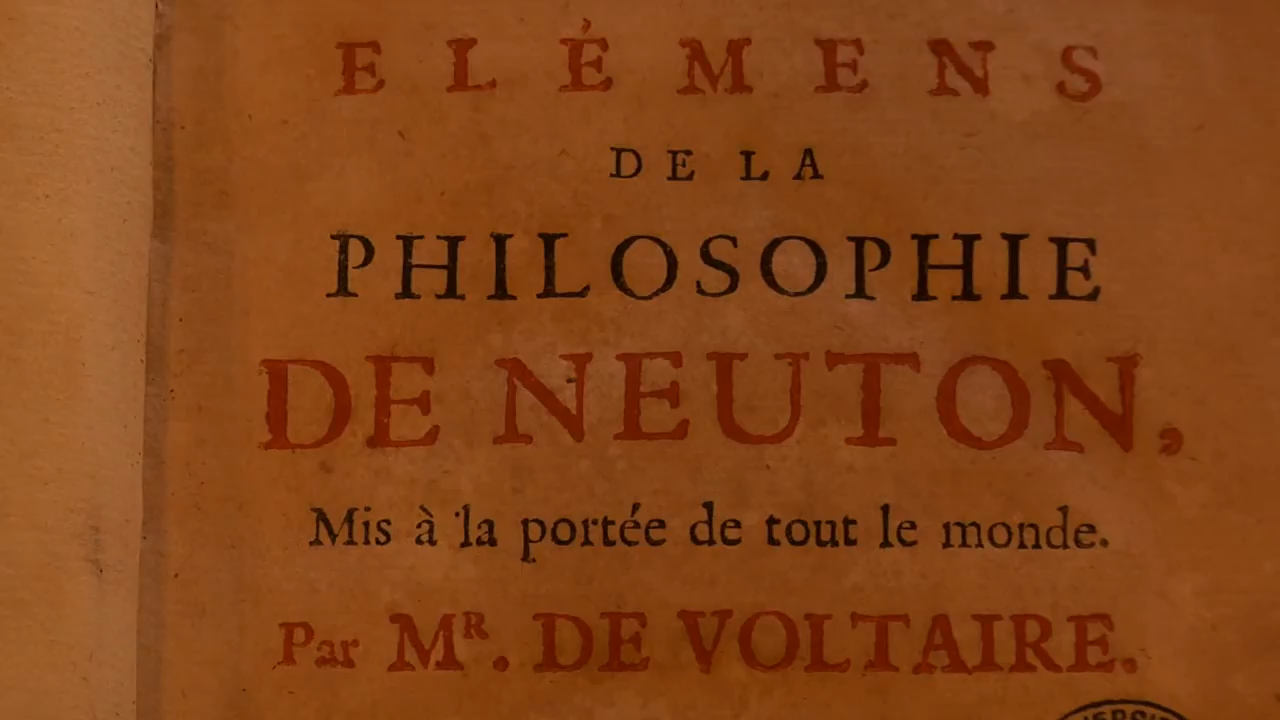 ELÉMENS
DE LA
PHILOSOPHIE
DE NEUTON,
Mis à la portée de tout le monde.
Par MR. DE VOLTAIRE.